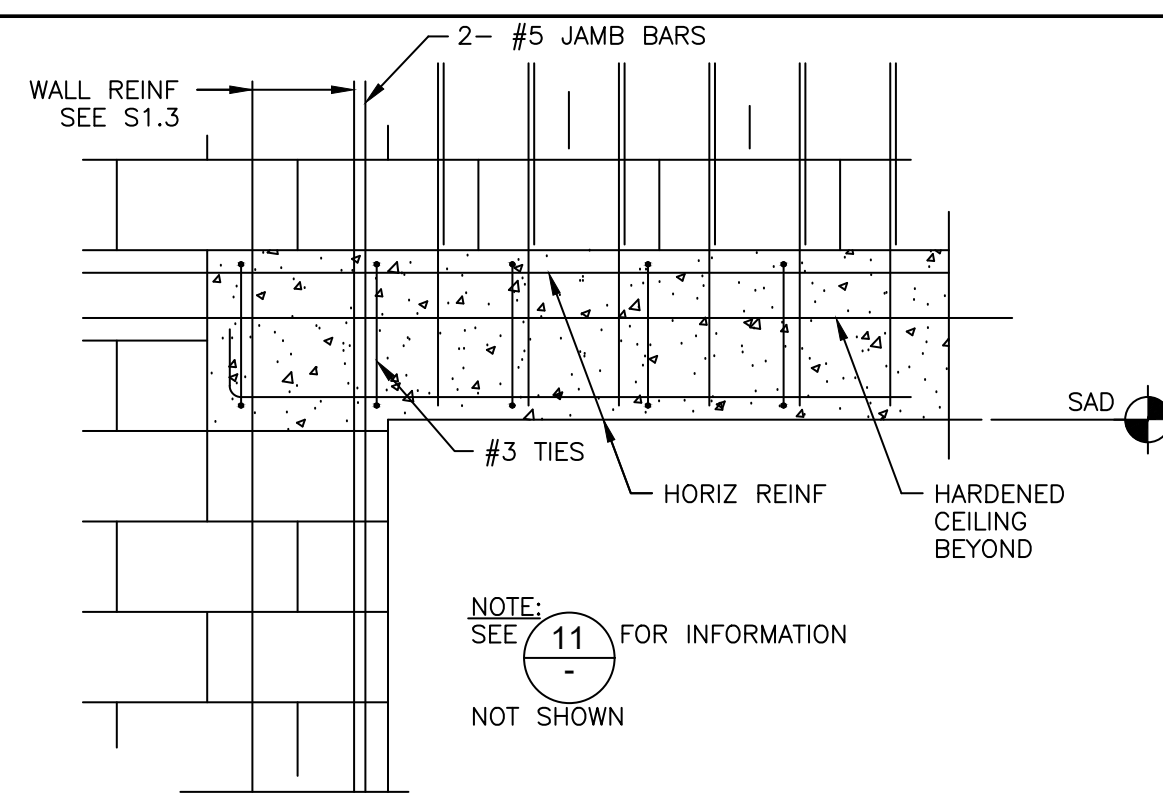 2- #5 JAMB BARS
WALL REINF
SEE S1.3
SAD
#3 TIES
HORIZ REINF
HARDENED
CEILING
BEYOND
NOTE:
SEE 11 FOR INFORMATION
-
NOT SHOWN